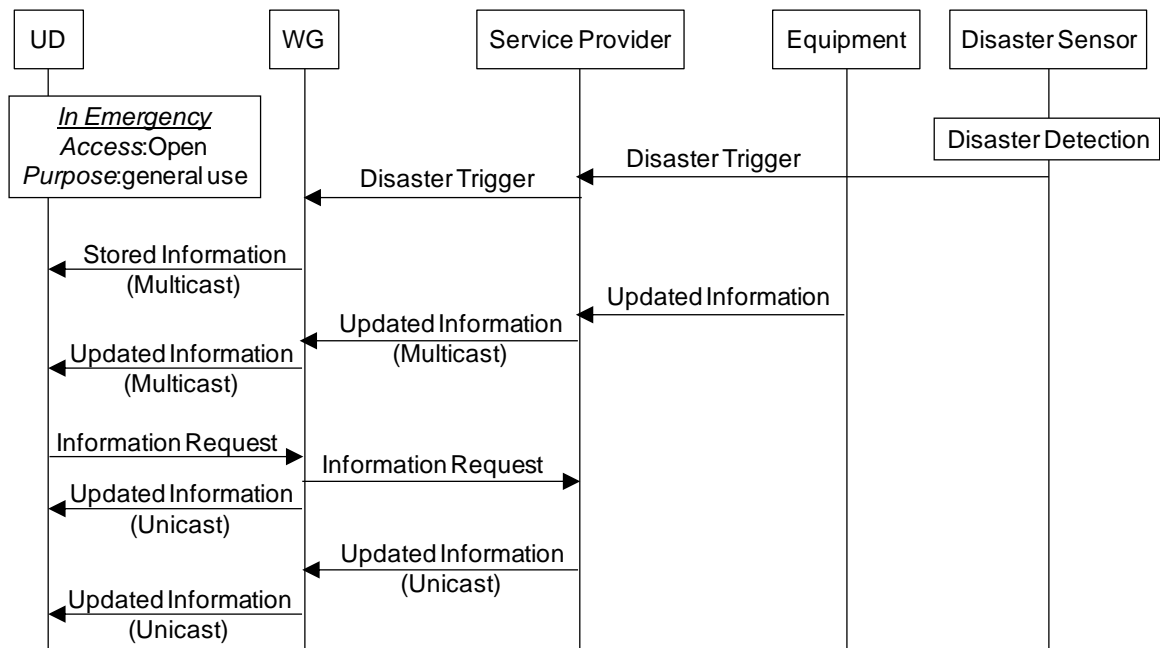 UD
WG
Service Provider
Equipment
Disaster Sensor
In Emergency
Access:Open
Purpose:general use
Disaster Detection
Disaster Trigger
Disaster Trigger
Stored Information
(Multicast)
Updated Information
Updated Information
(Multicast)
Updated Information
(Multicast)
Information Request
Information Request
Updated Information
(Unicast)
Updated Information
(Unicast)
Updated Information
(Unicast)